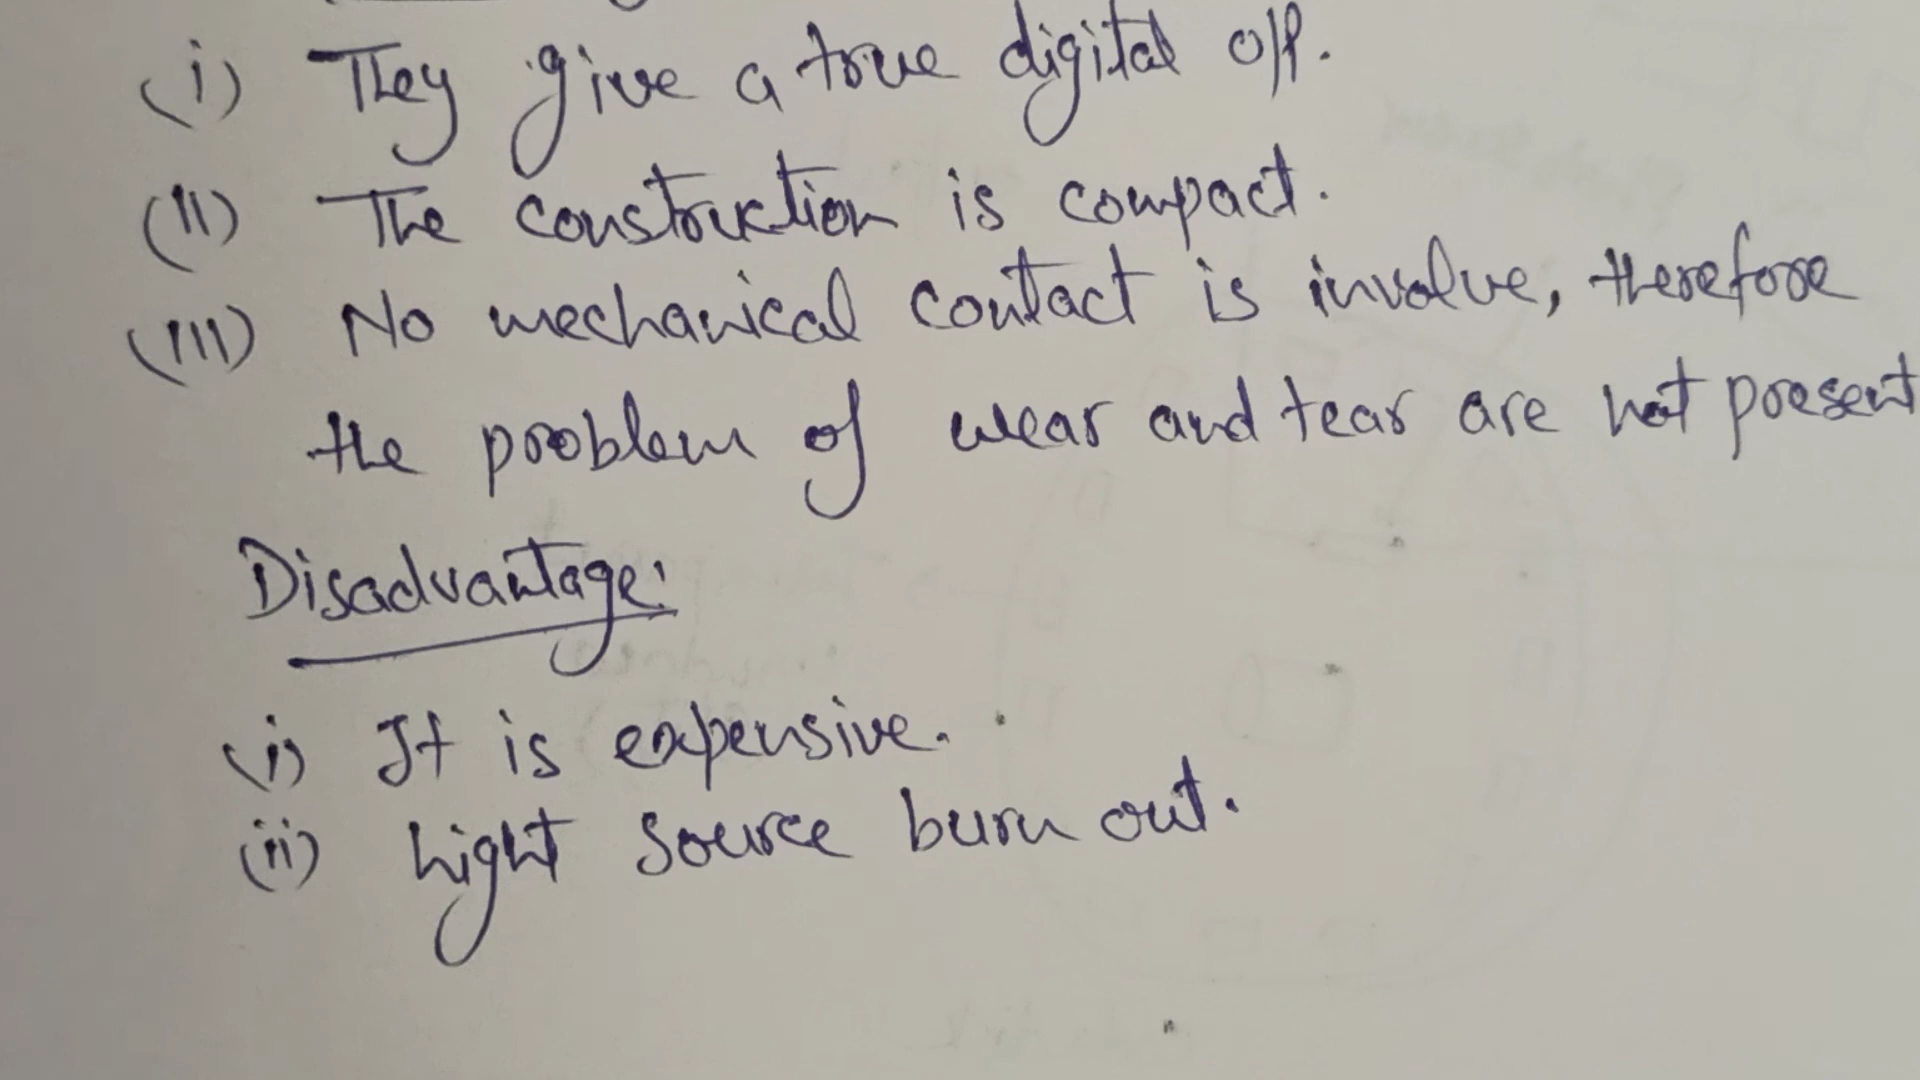 (i) They give a true digital o/p.
(II) The construction is compact.
(III) No mechanical contact is involve, therefore
the problem of wear and tear are not present
Disadvantage:
(i) It is expensive.
(ii) Light source burn out.